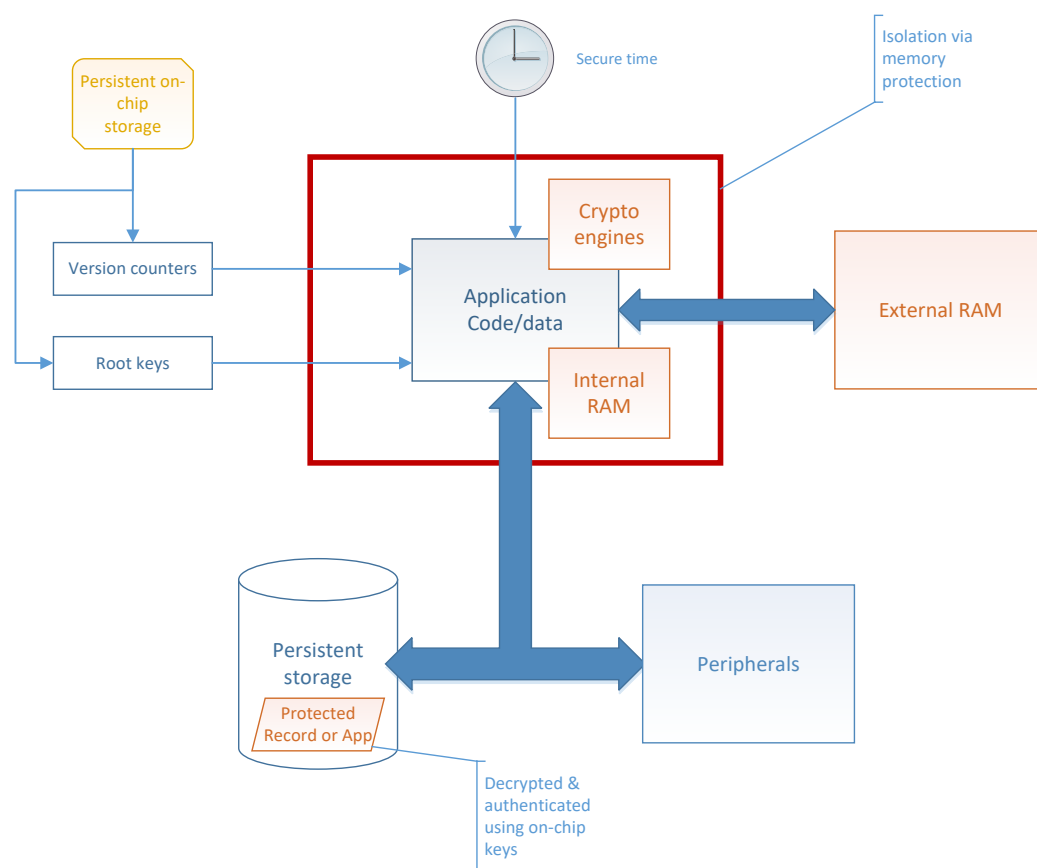 Secure time
Isolation via
memory
protection
Persistent on-
chip
storage
Crypto
engines
Version counters
Application
Code/data
External RAM
Root keys
Internal
RAM
Persistent
storage
Peripherals
Protected
Record or App
Decrypted &
authenticated
using on-chip
keys